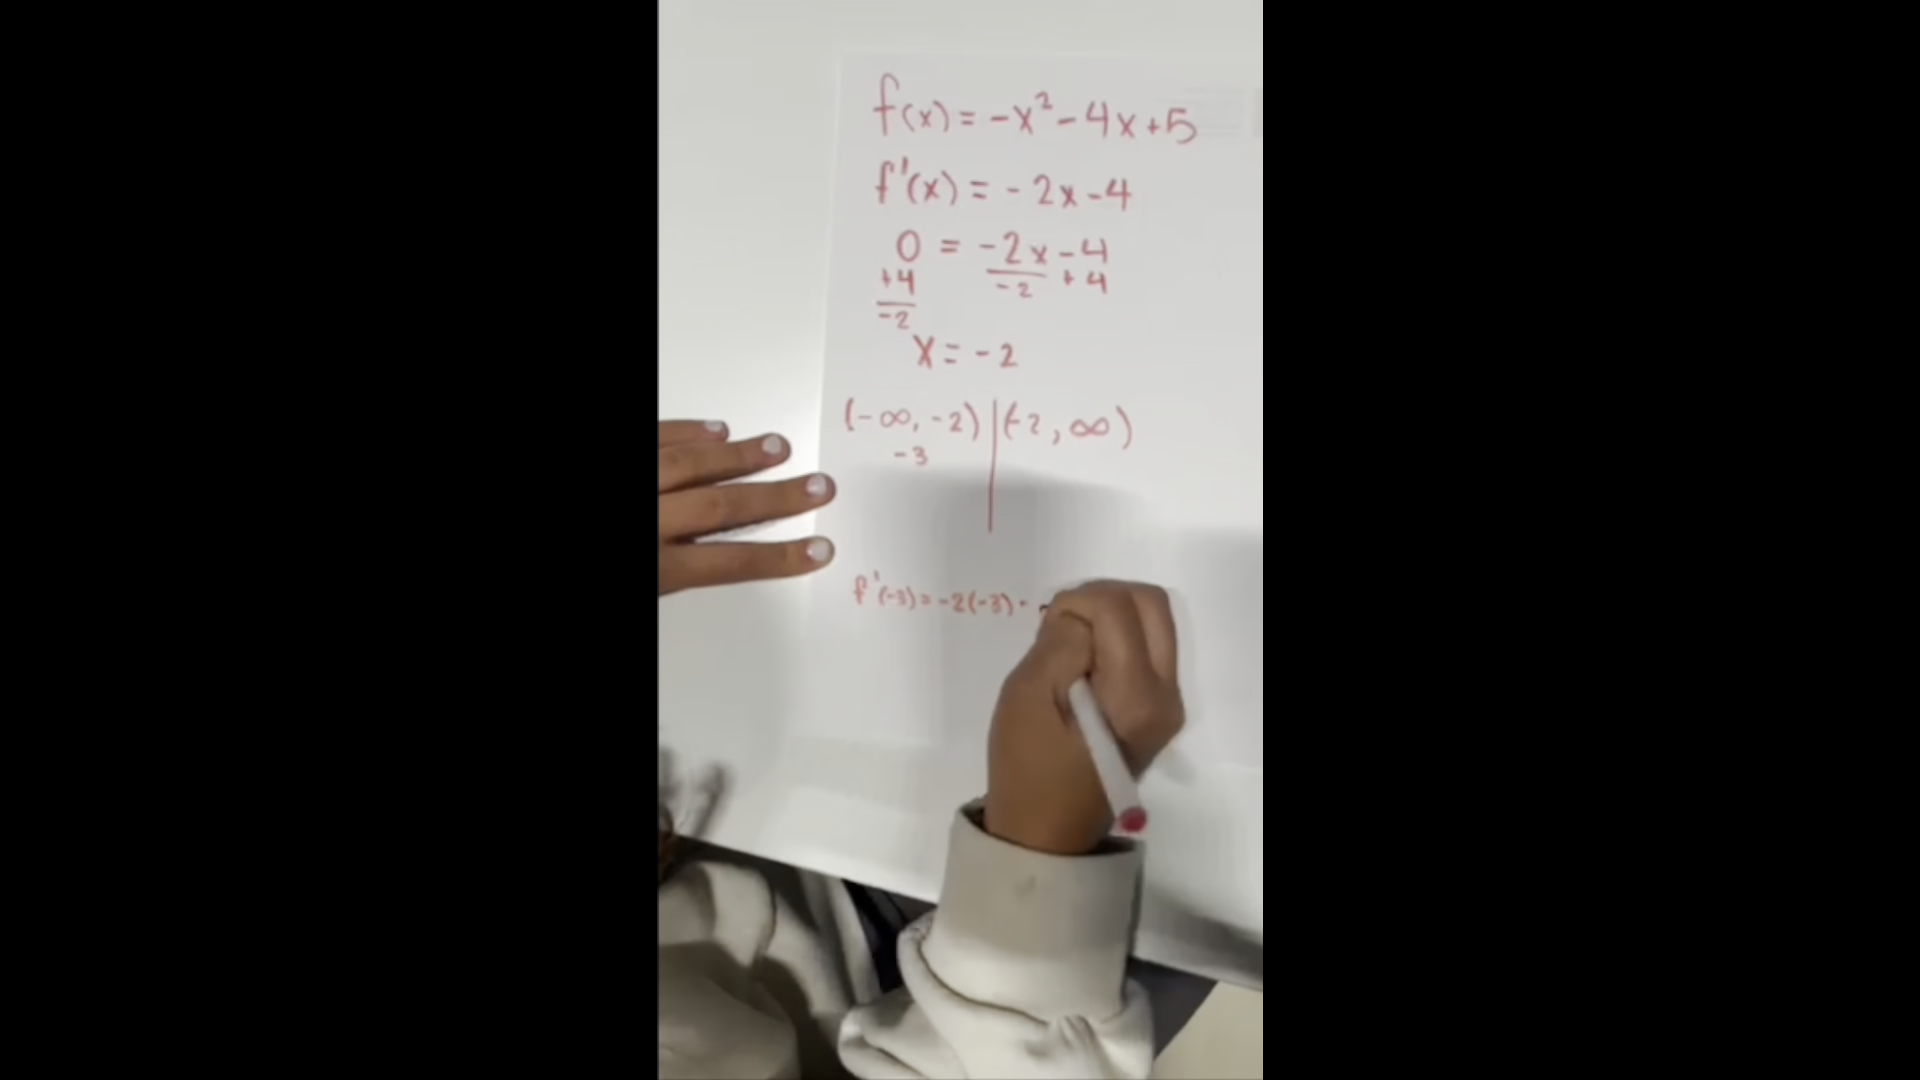 f(x) = -x² - 4x + 5
f'(x) = - 2x - 4
0 = -2x - 4
+4 -2 + 4
-2
x = - 2
(-∞, -2) | (-2, ∞)
-3
f'(-3) = -2(-3) -